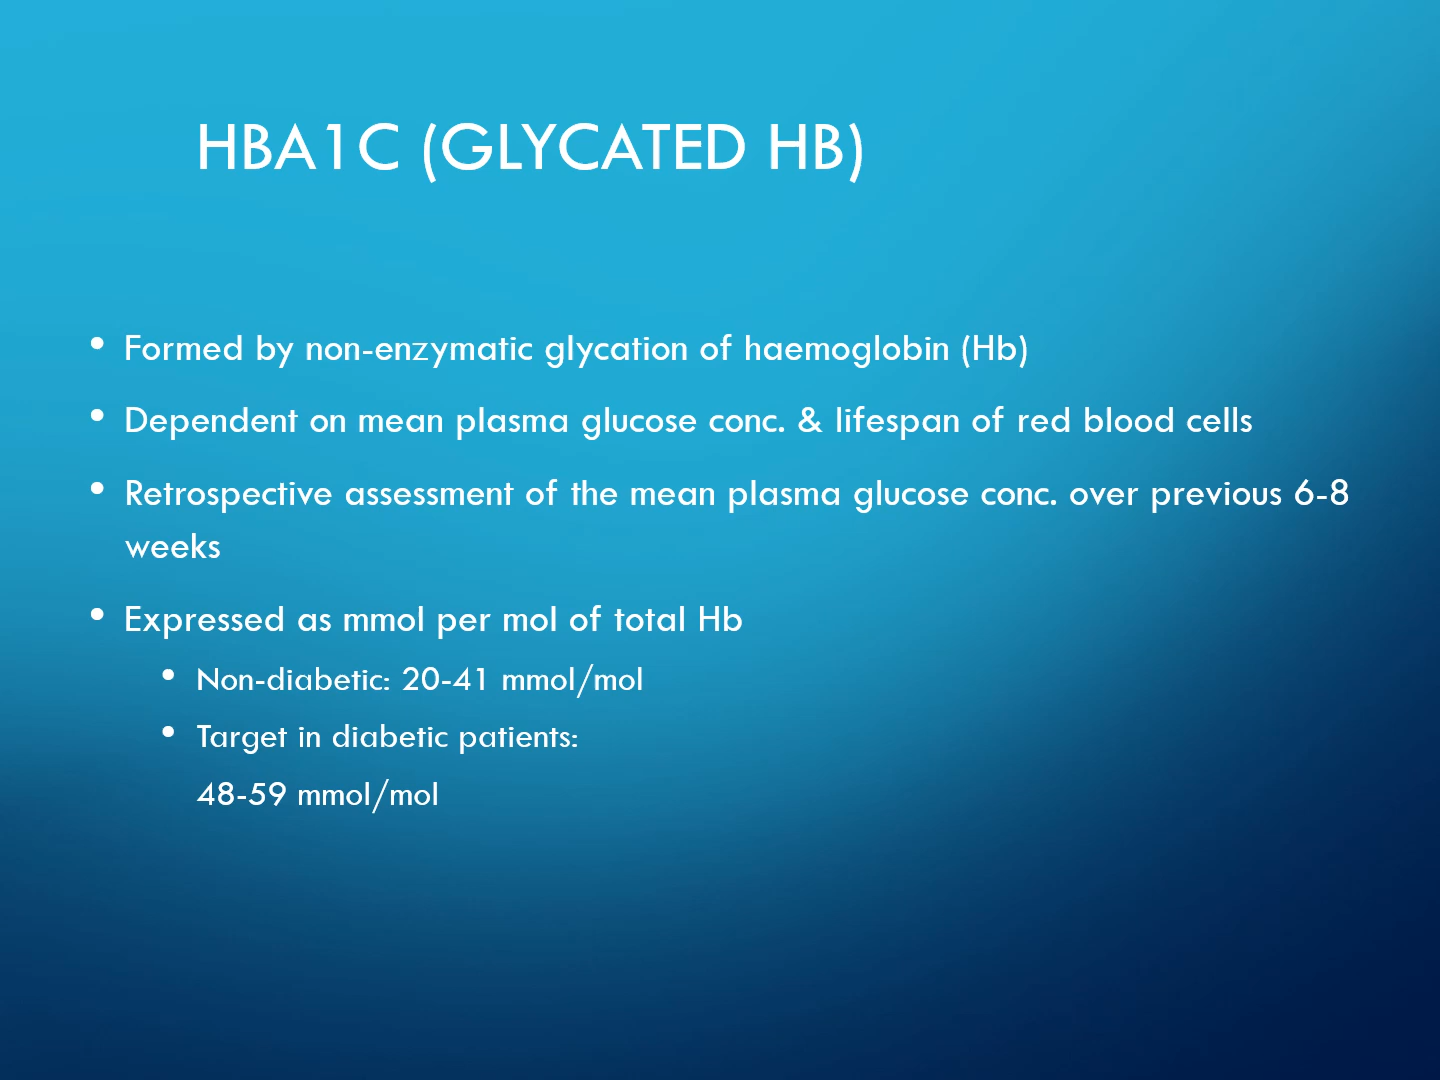 HBA1C (GLYCATED HB)
• Formed by non-enzymatic glycation of haemoglobin (Hb)
• Dependent on mean plasma glucose conc. & lifespan of red blood cells
• Retrospective assessment of the mean plasma glucose conc. over previous 6-8
weeks
• Expressed as mmol per mol of total Hb
• Non-diabetic: 20-41 mmol/mol
• Target in diabetic patients:
48-59 mmol/mol